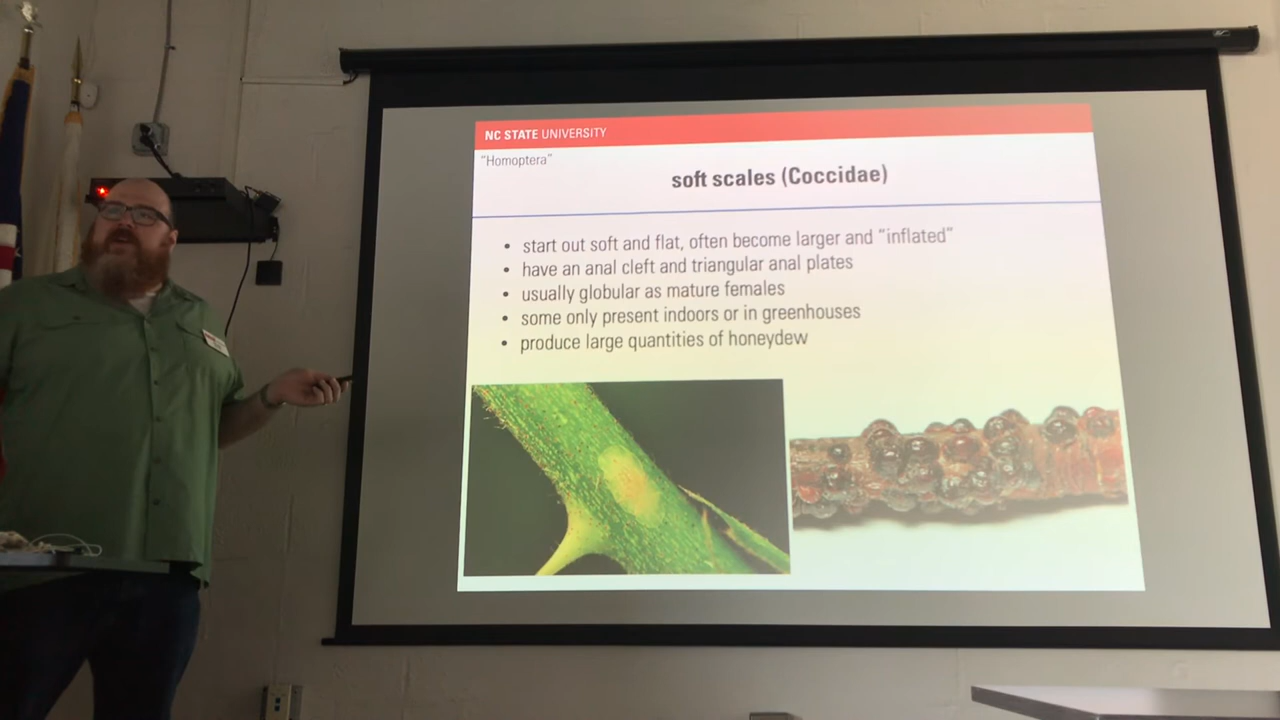 NC STATE UNIVERSITY
"Homoptera"
soft scales (Coccidae)
• start out soft and flat, often become larger and "inflated"
• have an anal cleft and triangular anal plates
• usually globular as mature females
• some only present indoors or in greenhouses
• produce large quantities of honeydew